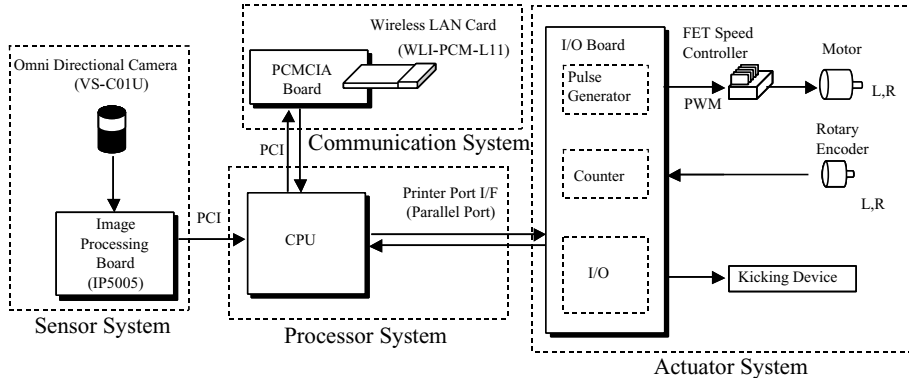 Omni Directional Camera
(VS-C01U)
Image
Processing
Board
(IP5005)
Sensor System
PCI
Wireless LAN Card
(WLI-PCM-L11)
PCMCIA
Board
Communication System
PCI
CPU
Printer Port I/F
(Parallel Port)
Processor System
I/O Board
Pulse
Generator
Counter
I/O
FET Speed
Controller
PWM
Motor
L,R
Rotary
Encoder
L,R
Kicking Device
Actuator System